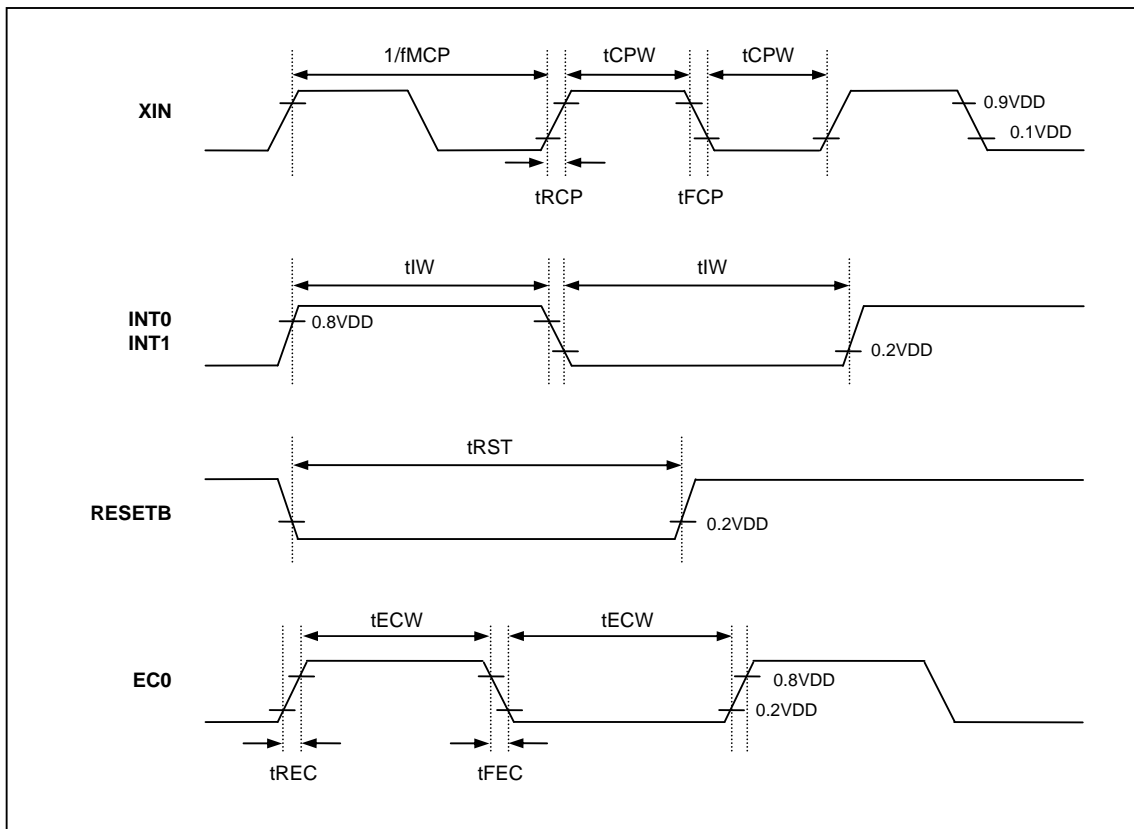 1/fMCP tCPW tCPW
XIN
0.9VDD
0.1VDD
tRCP tFCP
tIW tIW
INT0
INT1
0.8VDD
0.2VDD
tRST
RESETB
0.2VDD
tECW tECW
EC0
0.8VDD
0.2VDD
tREC tFEC